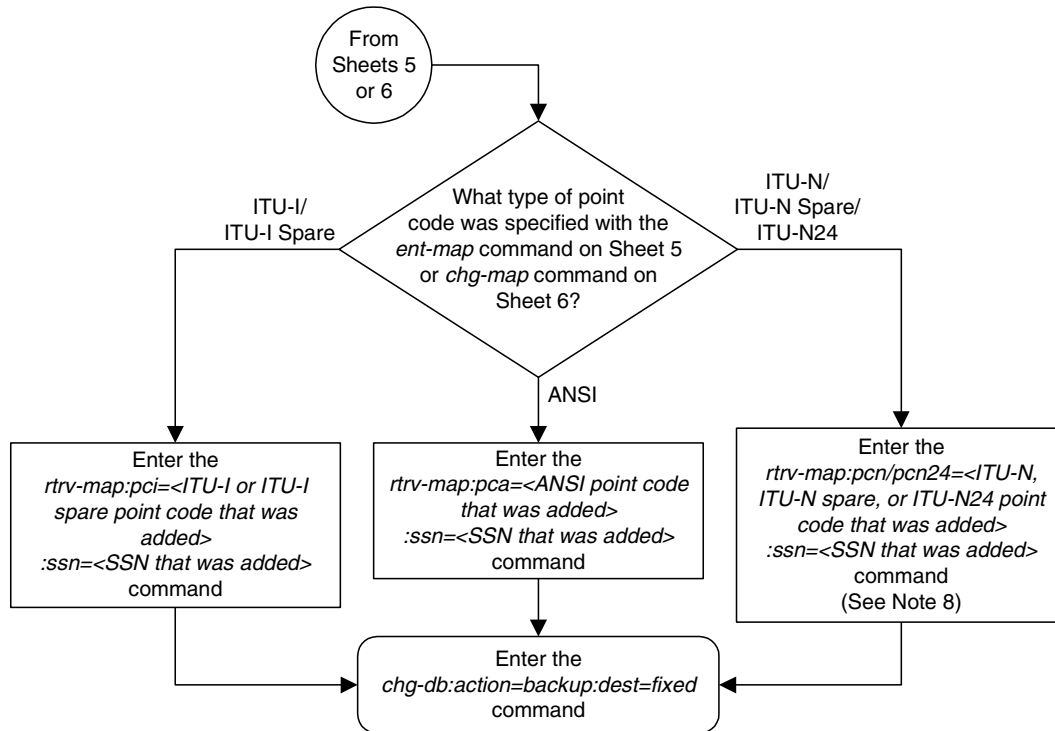 From
Sheets 5
or 6
What type of point
code was specified with the
ent-map command on Sheet 5
or chg-map command on
Sheet 6?
ITU-I/
ITU-I Spare
ITU-N/
ITU-N Spare/
ITU-N24
ANSI
Enter the
rtrv-map:pci=<ITU-I or ITU-I
spare point code that was
added>
:ssn=<SSN that was added>
command
Enter the
rtrv-map:pca=<ANSI point code
that was added>
:ssn=<SSN that was added>
command
Enter the
rtrv-map:pcn/pcn24=<ITU-N,
ITU-N spare, or ITU-N24 point
code that was added>
:ssn=<SSN that was added>
command
(See Note 8)
Enter the
chg-db:action=backup:dest=fixed
command